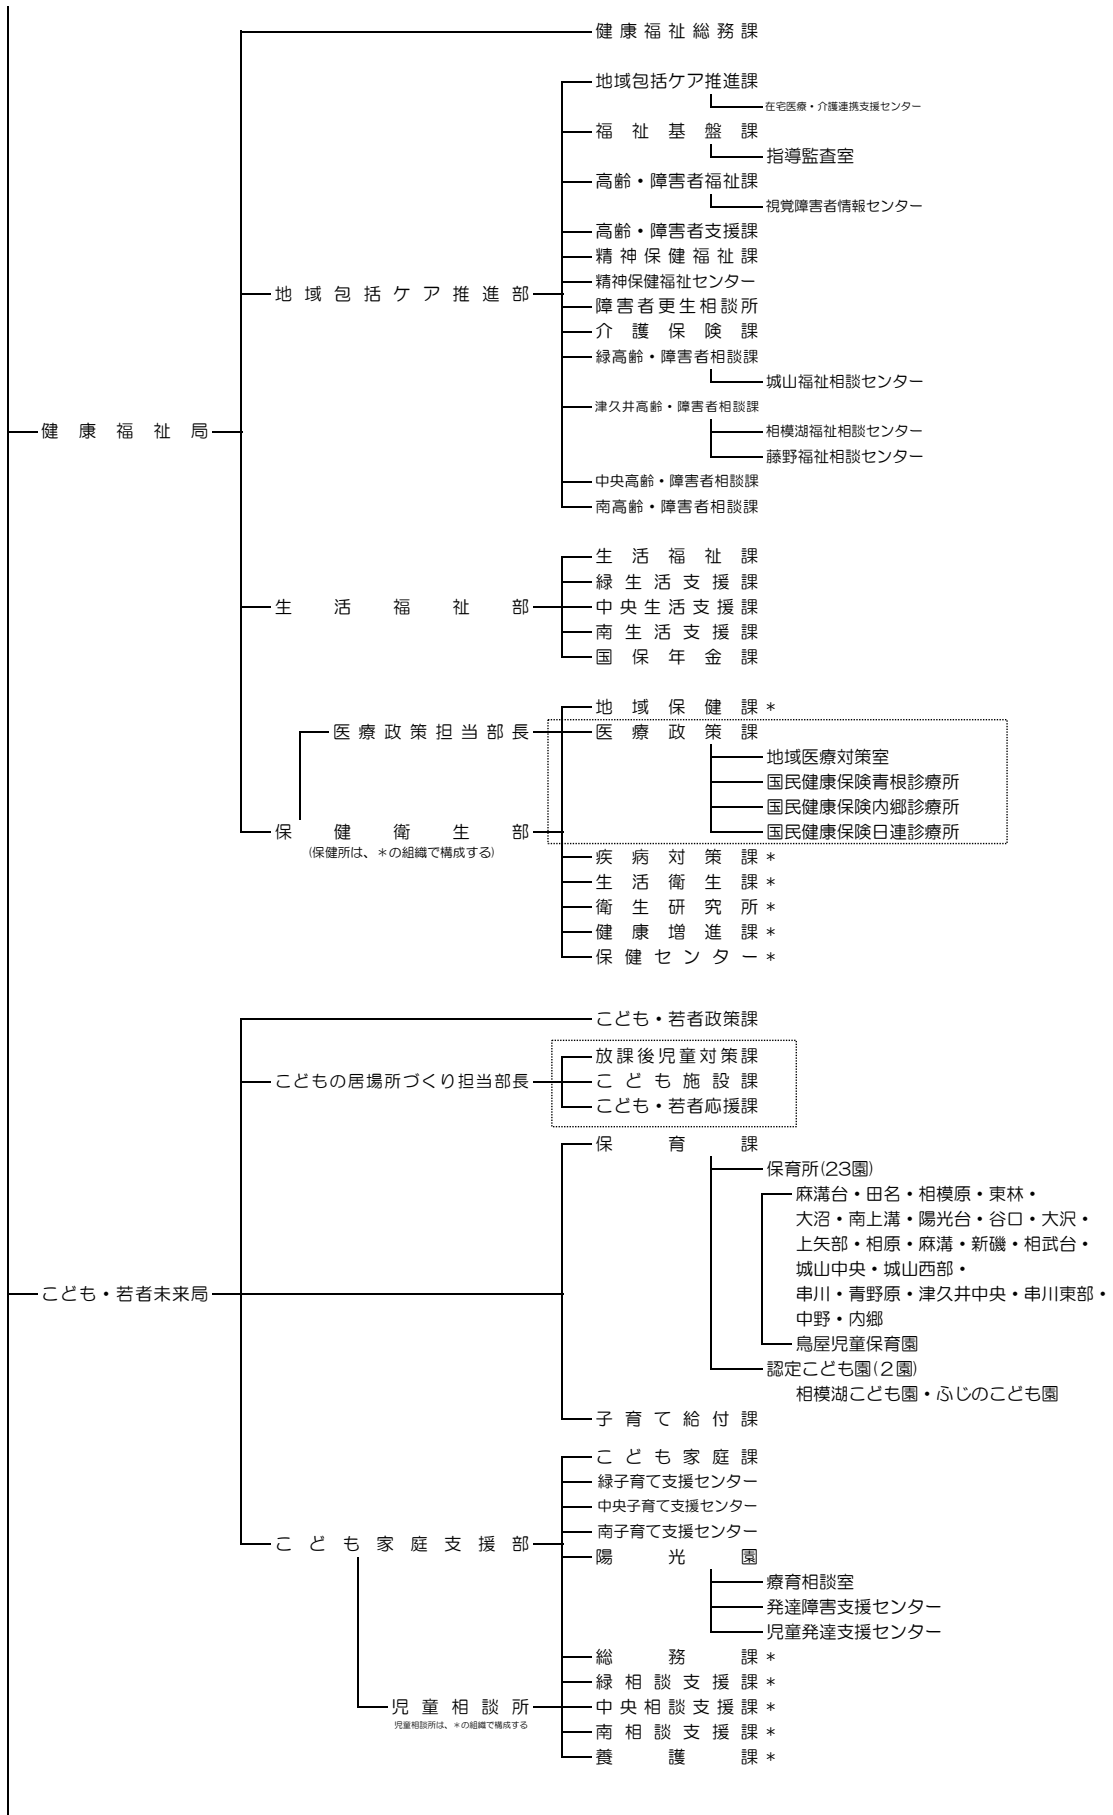 健康福祉総務課
地域包括ケア推進課
在宅医療・介護連携支援センター
福祉基盤課
指導監査室
高齢・障害者福祉課
視覚障害者情報センター
高齢・障害者支援課
精神保健福祉課
精神保健福祉センター
地域包括ケア推進部
障害者更生相談所
介護保険課
緑高齢・障害者相談課
城山福祉相談センター
津久井高齢・障害者相談課
健康福祉局
相模湖福祉相談センター
藤野福祉相談センター
中央高齢・障害者相談課
南高齢・障害者相談課
生活福祉課
緑生活支援課
生活福祉部
中央生活支援課
南生活支援課
国保年金課
地域保健課*
医療政策担当部長
医療政策課
地域医療対策室
国民健康保険青根診療所
国民健康保険内郷診療所
保健衛生部
国民健康保険日連診療所
(保健所は、*の組織で構成する)
疾病対策課*
生活衛生課*
衛生研究所*
健康増進課*
保健センター*
こども・若者政策課
放課後児童対策課
こどもの居場所づくり担当部長
こども施設課
こども・若者応援課
保育課
保育所(23園)
麻溝台・田名・相模原・東林・
大沼・南上溝・陽光台・谷口・大沢・
上矢部・相原・麻溝・新磯・相武台・
城山中央・城山西部・
こども・若者未来局
串川・青野原・津久井中央・串川東部・
中野・内郷
鳥屋児童保育園
認定こども園(2園)
相模湖こども園・ふじのこども園
子育て給付課
こども家庭課
緑子育て支援センター
中央子育て支援センター
南子育て支援センター
こども家庭支援部
陽光園
療育相談室
発達障害支援センター
児童発達支援センター
総務課*
緑相談支援課*
児童相談所
中央相談支援課*
児童相談所は、*の組織で構成する
南相談支援課*
養護課*